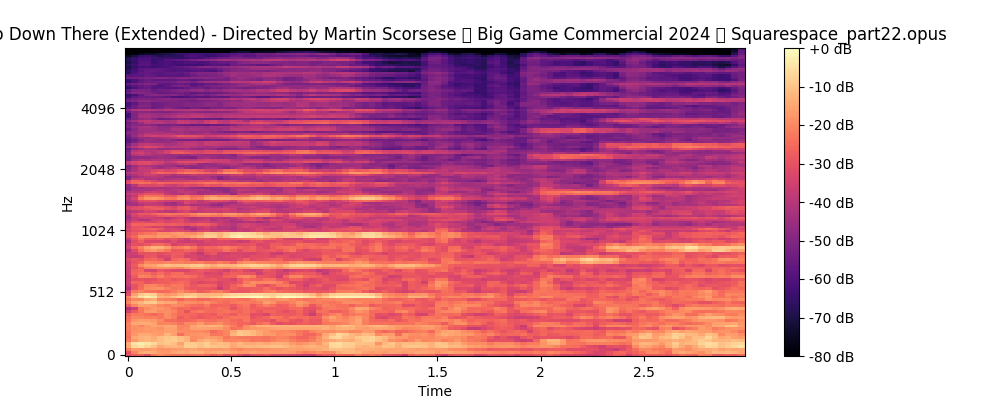 Down There (Extended) - Directed by Martin Scorsese ▯ Big Game Commercial 2024 ▯ Squarespace_part22.opus
+0 dB
-10 dB
-20 dB
-30 dB
-40 dB
-50 dB
-60 dB
-70 dB
-80 dB
4096
2048
1024
512
0
Hz
0
0.5
1
1.5
2
2.5
Time